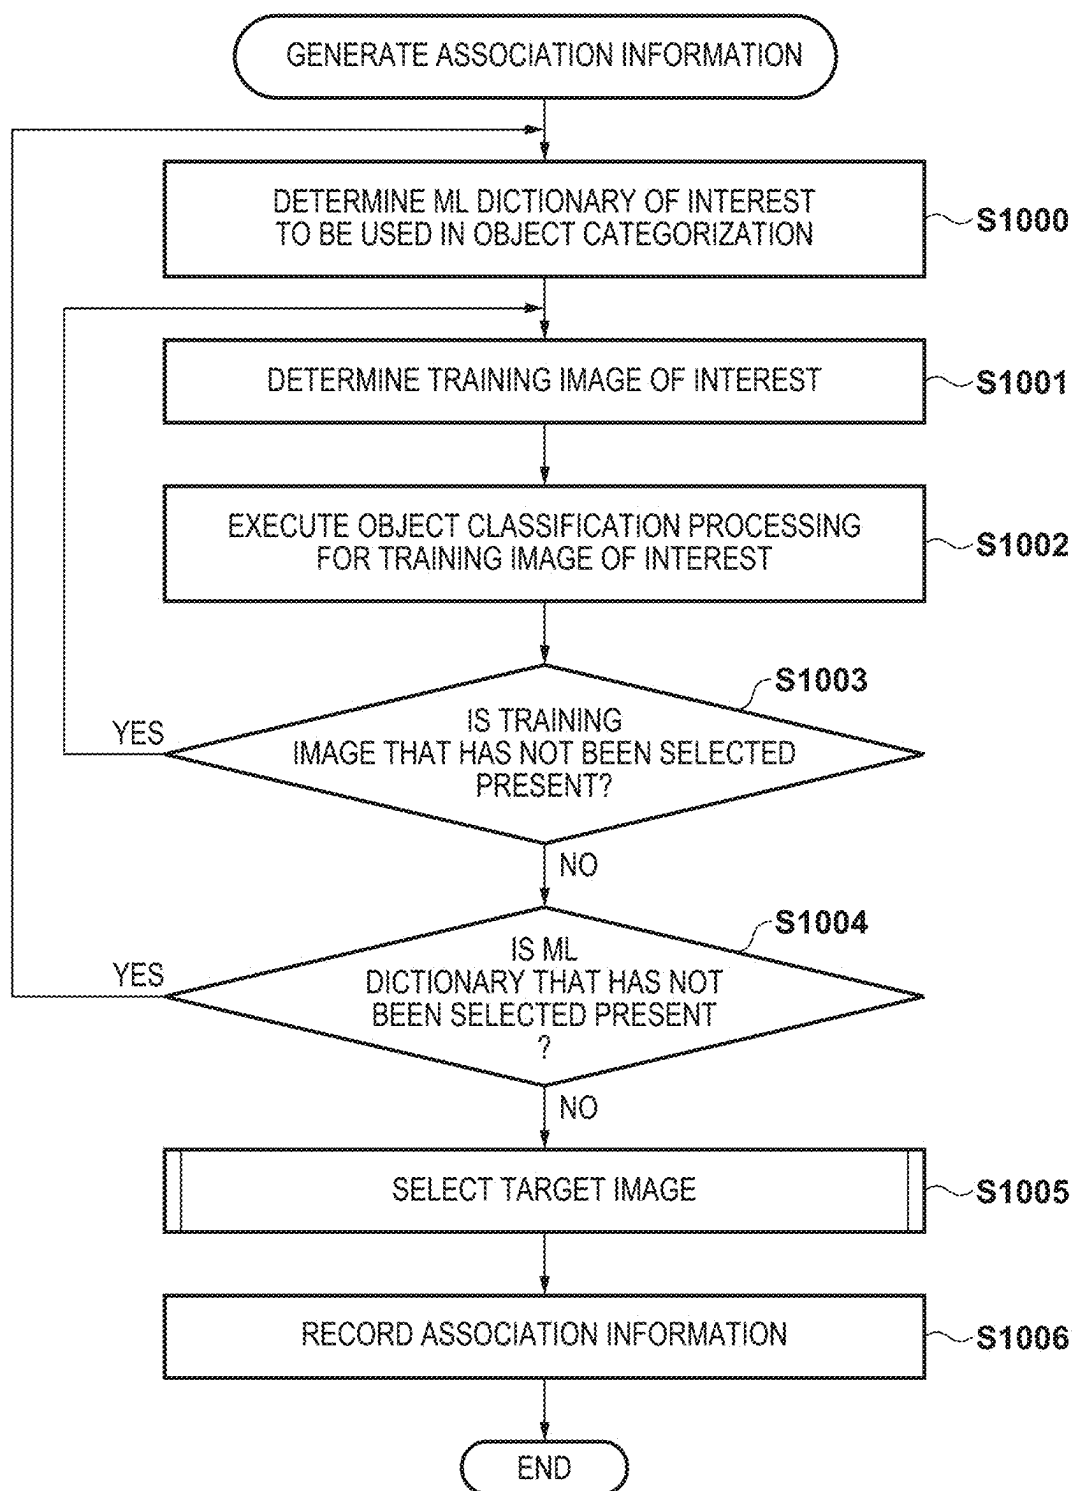 GENERATE ASSOCIATION INFORMATION
DETERMINE ML DICTIONARY OF INTEREST
TO BE USED IN OBJECT CATEGORIZATION
S1000
DETERMINE TRAINING IMAGE OF INTEREST
S1001
EXECUTE OBJECT CLASSIFICATION PROCESSING
FOR TRAINING IMAGE OF INTEREST
S1002
S1003
IS TRAINING
IMAGE THAT HAS NOT BEEN SELECTED
PRESENT?
YES
NO
S1004
IS ML
DICTIONARY THAT HAS NOT
BEEN SELECTED PRESENT
?
YES
NO
SELECT TARGET IMAGE
S1005
RECORD ASSOCIATION INFORMATION
S1006
END